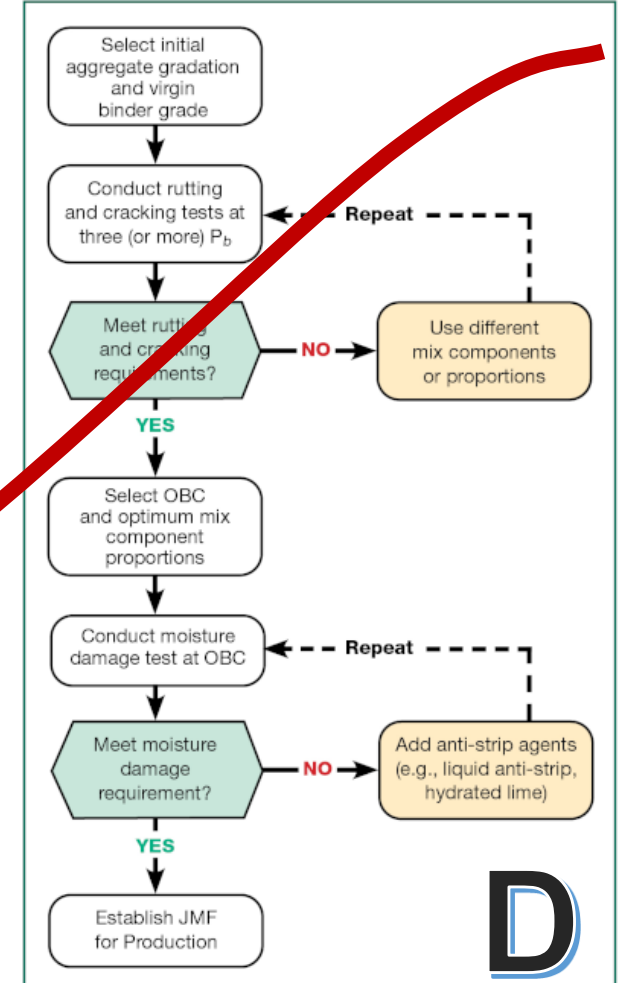 Select initial
aggregate gradation
and virgin
binder grade
Conduct rutting
and cracking tests at
three (or more) Pb
Repeat
Meet rutting
and cracking
requirements?
NO
Use different
mix components
or proportions
YES
Select OBC
and optimum mix
component
proportions
Conduct moisture
damage test at OBC
Repeat
Meet moisture
damage
requirement?
NO
Add anti-strip agents
(e.g., liquid anti-strip,
hydrated lime)
YES
Establish JMF
for Production
D